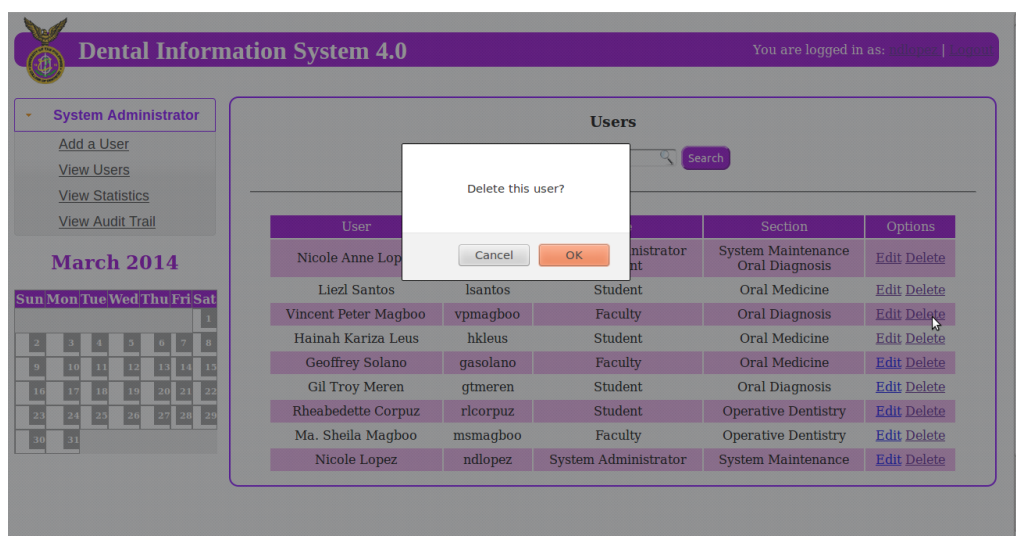 Dental Information System 4.0
You are logged in as: |
System Administrator
Add a User
View Users
View Statistics
View Audit Trail
March 2014
Sun Mon Tue Wed Thu Fri Sat
1
2 3 4 5 6 7 8
9 10 11 12 13 14 15
16 17 18 19 20 21 22
23 24 25 26 27 28 29
30 31
Users
Search
Delete this user?
Cancel OK
User Section Options
Nicole Anne Lop System Maintenance Edit Delete
Oral Diagnosis
Liezl Santos lsantos Student Oral Medicine Edit Delete
Vincent Peter Magboo vpmagboo Faculty Oral Diagnosis Edit Delete
Hainah Kariza Leus hkleus Student Oral Medicine Edit Delete
Geoffrey Solano gasolano Faculty Oral Medicine Edit Delete
Gil Troy Meren gtmeren Student Oral Diagnosis Edit Delete
Rheabedette Corpuz rlcorpuz Student Operative Dentistry Edit Delete
Ma. Sheila Magboo msmagboo Faculty Operative Dentistry Edit Delete
Nicole Lopez ndlopez System Administrator System Maintenance Edit Delete